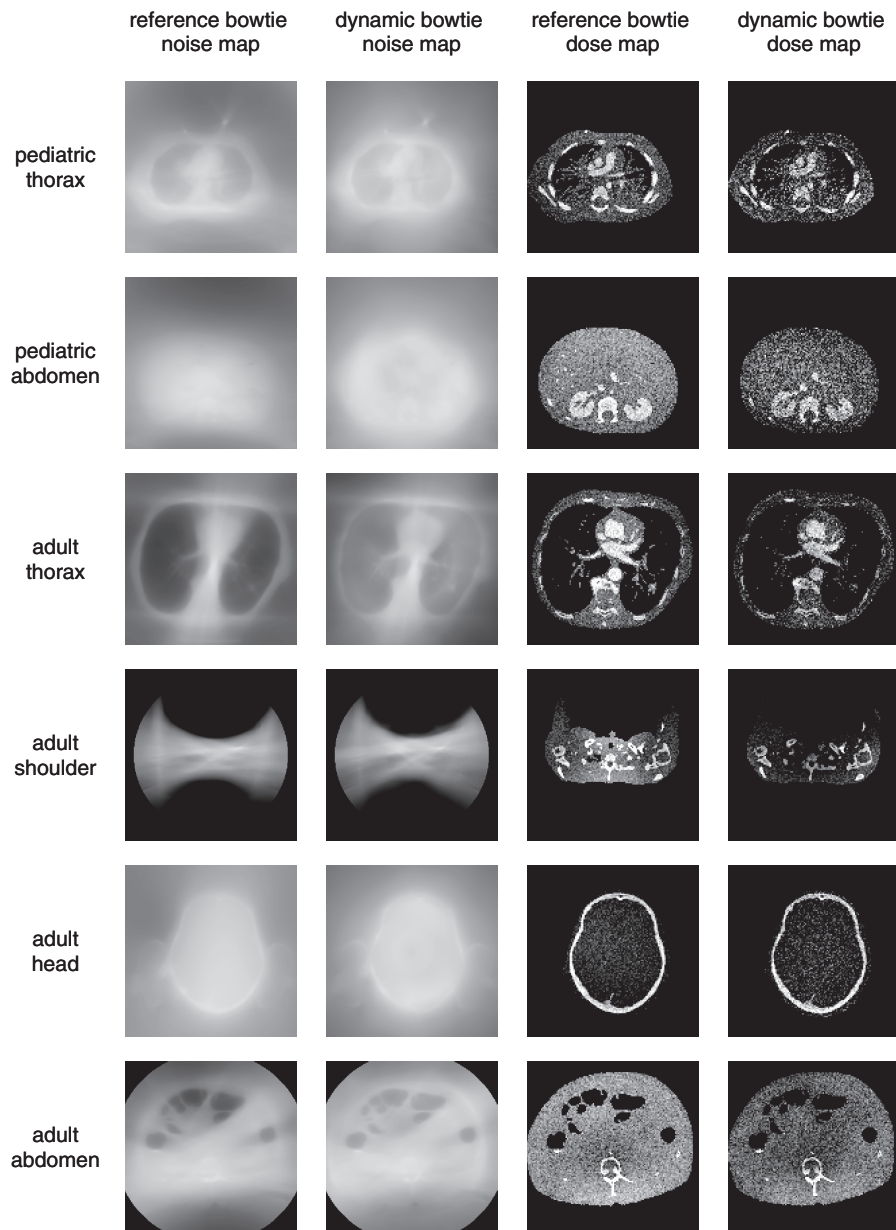 reference bowtie
noise map
dynamic bowtie
noise map
reference bowtie
dose map
dynamic bowtie
dose map
pediatric
thorax
pediatric
abdomen
adult
thorax
adult
shoulder
adult
head
adult
abdomen